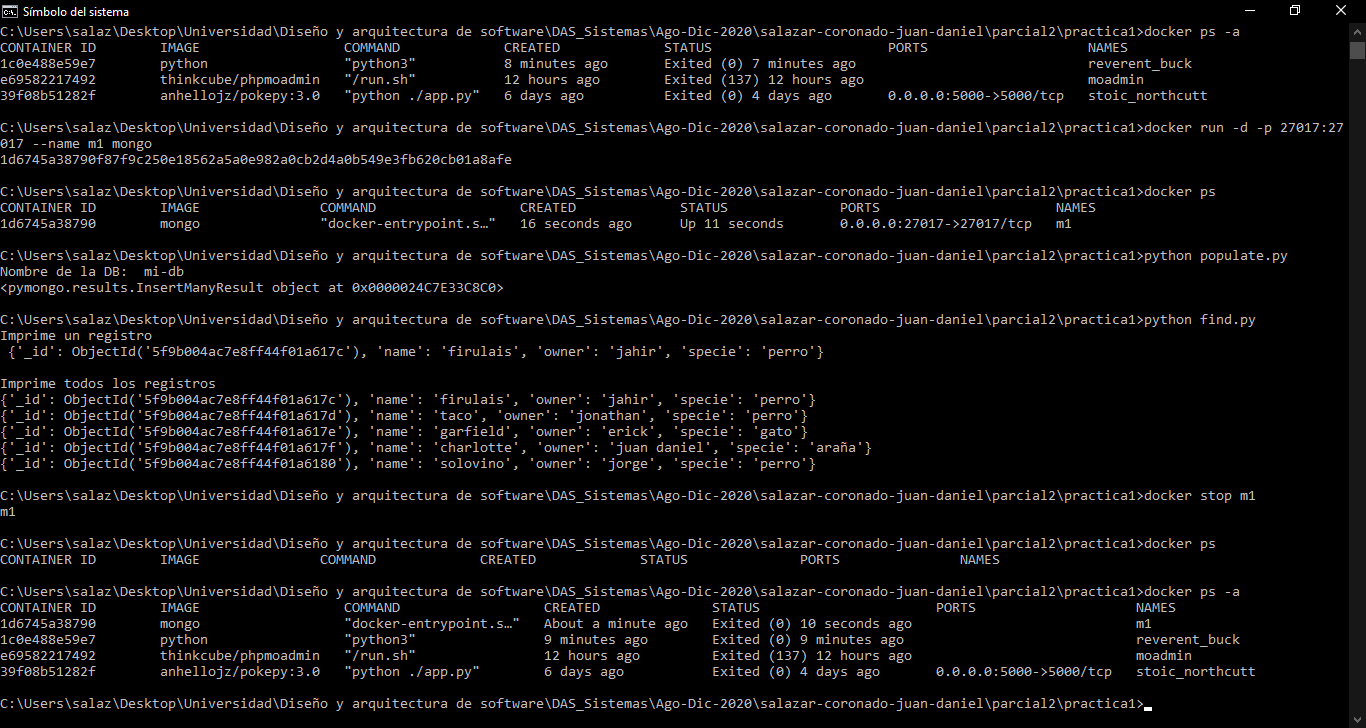 Símbolo del sistema
C:\Users\salaz\Desktop\Universidad\Diseño y arquitectura de software\DAS_Sistemas\Ago-Dic-2020\salazar-coronado-juan-daniel\parcial2\practica1>docker ps -a
CONTAINER ID        IMAGE                  COMMAND             CREATED             STATUS                      PORTS                    NAMES
1c0e488e59e7        python                 "python3"           8 minutes ago       Exited (0) 7 minutes ago                             reverent_buck
e69582217492        thinkcube/phpmoadmin   "/run.sh"           12 hours ago        Exited (137) 12 hours ago                            moadmin
39f08b51282f        anhellojz/pokepy:3.0   "python ./app.py"   6 days ago          Exited (0) 4 days ago       0.0.0.0:5000->5000/tcp   stoic_northcutt
C:\Users\salaz\Desktop\Universidad\Diseño y arquitectura de software\DAS_Sistemas\Ago-Dic-2020\salazar-coronado-juan-daniel\parcial2\practica1>docker run -d -p 27017:27
017 --name m1 mongo
1d6745a38790f87f9c250e18562a5a0e982a0cb2d4a0b549e3fb620cb01a8afe
C:\Users\salaz\Desktop\Universidad\Diseño y arquitectura de software\DAS_Sistemas\Ago-Dic-2020\salazar-coronado-juan-daniel\parcial2\practica1>docker ps
CONTAINER ID        IMAGE               COMMAND                  CREATED             STATUS              PORTS                      NAMES
1d6745a38790        mongo               "docker-entrypoint.s…"   16 seconds ago      Up 11 seconds       0.0.0.0:27017->27017/tcp   m1
C:\Users\salaz\Desktop\Universidad\Diseño y arquitectura de software\DAS_Sistemas\Ago-Dic-2020\salazar-coronado-juan-daniel\parcial2\practica1>python populate.py
Nombre de la DB:  mi-db
<pymongo.results.InsertManyResult object at 0x0000024C7E33C8C0>
C:\Users\salaz\Desktop\Universidad\Diseño y arquitectura de software\DAS_Sistemas\Ago-Dic-2020\salazar-coronado-juan-daniel\parcial2\practica1>python find.py
Imprime un registro
 {'_id': ObjectId('5f9b004ac7e8ff44f01a617c'), 'name': 'firulais', 'owner': 'jahir', 'specie': 'perro'}
Imprime todos los registros
{'_id': ObjectId('5f9b004ac7e8ff44f01a617c'), 'name': 'firulais', 'owner': 'jahir', 'specie': 'perro'}
{'_id': ObjectId('5f9b004ac7e8ff44f01a617d'), 'name': 'taco', 'owner': 'jonathan', 'specie': 'perro'}
{'_id': ObjectId('5f9b004ac7e8ff44f01a617e'), 'name': 'garfield', 'owner': 'erick', 'specie': 'gato'}
{'_id': ObjectId('5f9b004ac7e8ff44f01a617f'), 'name': 'charlotte', 'owner': 'juan daniel', 'specie': 'araña'}
{'_id': ObjectId('5f9b004ac7e8ff44f01a6180'), 'name': 'solovino', 'owner': 'jorge', 'specie': 'perro'}
C:\Users\salaz\Desktop\Universidad\Diseño y arquitectura de software\DAS_Sistemas\Ago-Dic-2020\salazar-coronado-juan-daniel\parcial2\practica1>docker stop m1
m1
C:\Users\salaz\Desktop\Universidad\Diseño y arquitectura de software\DAS_Sistemas\Ago-Dic-2020\salazar-coronado-juan-daniel\parcial2\practica1>docker ps
CONTAINER ID        IMAGE               COMMAND             CREATED             STATUS              PORTS               NAMES
C:\Users\salaz\Desktop\Universidad\Diseño y arquitectura de software\DAS_Sistemas\Ago-Dic-2020\salazar-coronado-juan-daniel\parcial2\practica1>docker ps -a
CONTAINER ID        IMAGE                  COMMAND                  CREATED              STATUS                      PORTS                    NAMES
1d6745a38790        mongo                  "docker-entrypoint.s…"   About a minute ago   Exited (0) 10 seconds ago                            m1
1c0e488e59e7        python                 "python3"                9 minutes ago        Exited (0) 9 minutes ago                             reverent_buck
e69582217492        thinkcube/phpmoadmin   "/run.sh"                12 hours ago         Exited (137) 12 hours ago                            moadmin
39f08b51282f        anhellojz/pokepy:3.0   "python ./app.py"        6 days ago           Exited (0) 4 days ago       0.0.0.0:5000->5000/tcp   stoic_northcutt
C:\Users\salaz\Desktop\Universidad\Diseño y arquitectura de software\DAS_Sistemas\Ago-Dic-2020\salazar-coronado-juan-daniel\parcial2\practica1>